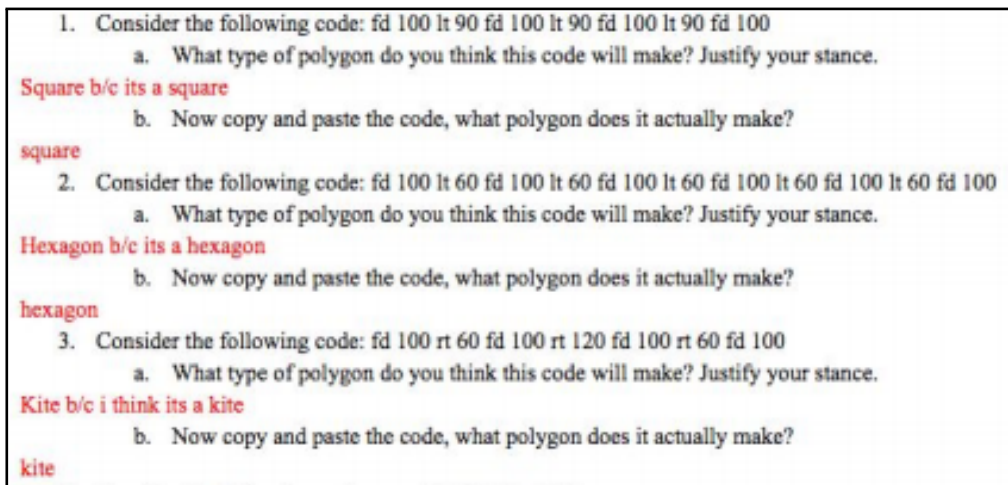 1. Consider the following code: fd 100 lt 90 fd 100 lt 90 fd 100 lt 90 fd 100
a. What type of polygon do you think this code will make? Justify your stance.
Square b/c its a square
b. Now copy and paste the code, what polygon does it actually make?
square
2. Consider the following code: fd 100 lt 60 fd 100 lt 60 fd 100 lt 60 fd 100 lt 60 fd 100 lt 60 fd 100
a. What type of polygon do you think this code will make? Justify your stance.
Hexagon b/c its a hexagon
b. Now copy and paste the code, what polygon does it actually make?
hexagon
3. Consider the following code: fd 100 rt 60 fd 100 rt 120 fd 100 rt 60 fd 100
a. What type of polygon do you think this code will make? Justify your stance.
Kite b/c i think its a kite
b. Now copy and paste the code, what polygon does it actually make?
kite